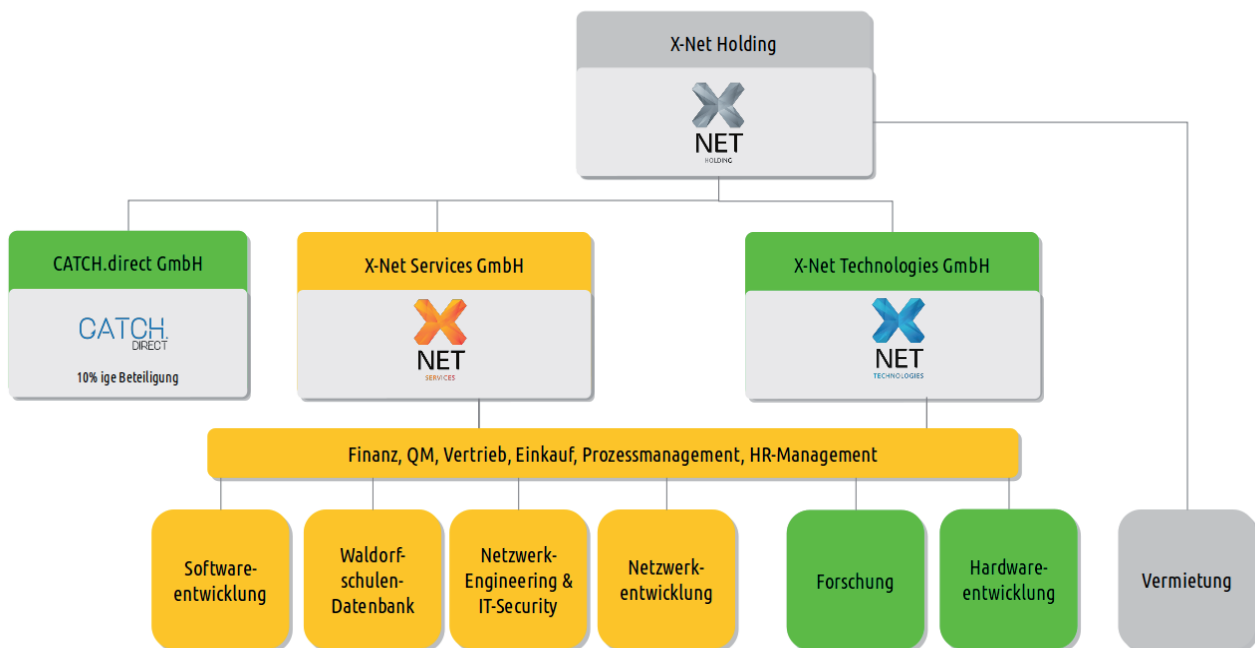 X-Net Holding
X
NET
HOLDING
CATCH.direct GmbH
CATCH.
DIRECT
10% ige Beteiligung
X-Net Services GmbH
X
NET
SERVICES
X-Net Technologies GmbH
X
NET
TECHNOLOGIES
Finanz, QM, Vertrieb, Einkauf, Prozessmanagement, HR-Management
Software-
entwicklung
Waldorf-
schulen-
Datenbank
Netzwerk-
Engineering &
IT-Security
Netzwerk-
entwicklung
Forschung
Hardware-
entwicklung
Vermietung